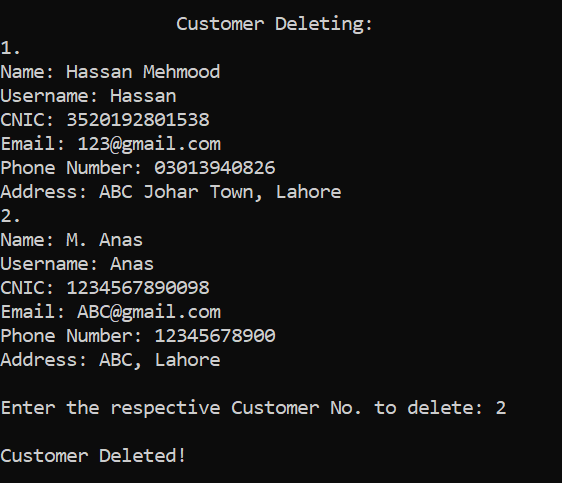 Customer Deleting:
1.
Name: Hassan Mehmood
Username: Hassan
CNIC: 3520192801538
Email: 123@gmail.com
Phone Number: 03013940826
Address: ABC Johar Town, Lahore
2.
Name: M. Anas
Username: Anas
CNIC: 1234567890098
Email: ABC@gmail.com
Phone Number: 12345678900
Address: ABC, Lahore
Enter the respective Customer No. to delete: 2
Customer Deleted!